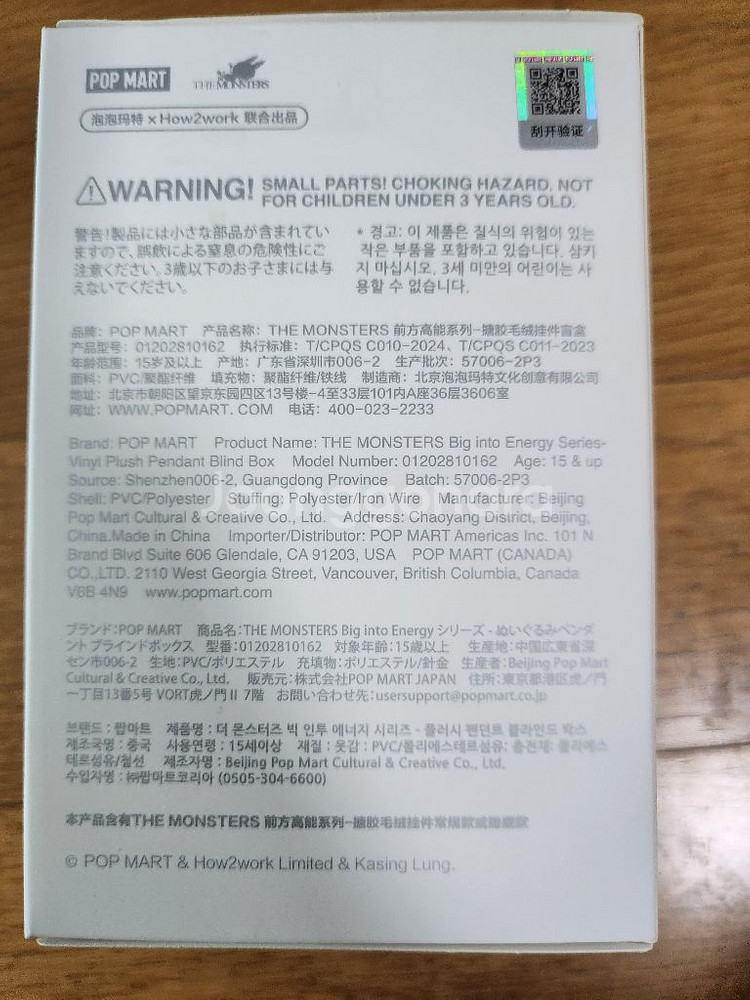 POP MART
THE MONSTERS
泡泡玛特 × How2work 联合出品
刮开验证
WARNING! SMALL PARTS! CHOKING HAZARD. NOT
FOR CHILDREN UNDER 3 YEARS OLD.
警告!製品には小さな部品が含まれてい
ますので、誤飲による窒息の危険性にご
注意ください。3歳以下のお子さまには与
えないでください。
* 경고: 이 제품은 질식의 위험이 있는
작은 부품을 포함하고 있습니다. 삼키
지 마십시오. 3세 미만의 어린이는 사
용할 수 없습니다.
品牌: POP MART 产品名称: THE MONSTERS 前方高能系列-搪胶毛绒挂件盲盒
产品型号: 01202810162 执行标准: T/CPQS C010-2024、T/CPQS C011-2023
年龄范围: 15岁及以上 产地: 广东省深圳市006-2 生产批次: 57006-2P3
面料: PVC/聚酯纤维 填充物: 聚酯纤维/铁线 制造商: 北京泡泡玛特文化创意有限公司
地址: 北京市朝阳区望京东园四区13号楼-4至33层101内A座36层3606室
网址: WWW.POPMART.COM 电话: 400-023-2233
Brand: POP MART Product Name: THE MONSTERS Big into Energy Series-
Vinyl Plush Pendant Blind Box Model Number: 01202810162 Age: 15 & up
Source: Shenzhen006-2, Guangdong Province Batch: 57006-2P3
Shell: PVC/Polyester Stuffing: Polyester/Iron Wire Manufacturer: Beijing
Pop Mart Cultural & Creative Co., Ltd. Address: Chaoyang District, Beijing,
China.Made in China Importer/Distributor: POP MART Americas Inc. 101 N
Brand Blvd Suite 606 Glendale, CA 91203, USA POP MART (CANADA)
CO.,LTD. 2110 West Georgia Street, Vancouver, British Columbia, Canada
V6B 4N9 www.popmart.com
ブランド:POP MART 商品名:THE MONSTERS Big into Energy シリーズ - ぬいぐるみペンダ
ント ブラインドボックス 型番:01202810162 対象年齢:15歳以上 生産地:中国広東省深
セン市006-2 生地:PVC/ポリエステル 充填物:ポリエステル/針金 生産者:Beijing Pop Mart
Cultural & Creative Co., Ltd. 販売元:株式会社POP MART JAPAN 住所:東京都港区虎ノ門
一丁目13番5号 VORT虎ノ門 II 7階 お問い合わせ先:usersupport@popmart.co.jp
브랜드 : 팝마트 제품명 : 더 몬스터즈 빅 인투 에너지 시리즈 - 플러시 펜던트 블라인드 박스
제조국명 : 중국 사용연령 : 15세이상 재질 : 겉감 : PVC/폴리에스테르섬유: 충전재: 폴리에스
테르섬유/철선 제조자명 : Beijing Pop Mart Cultural & Creative Co., Ltd.
수입자명 : ㈜팝마트코리아 (0505-304-6600)
本产品含有THE MONSTERS 前方高能系列-搪胶毛绒挂件常规款或隐藏款
© POP MART & How2work Limited & Kasing Lung.